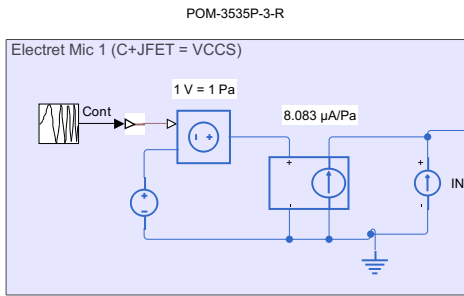 POM-3535P-3-R
Electret Mic 1 (C+JFET = VCCS)
1 V = 1 Pa
Cont
8.083 µA/Pa
IN